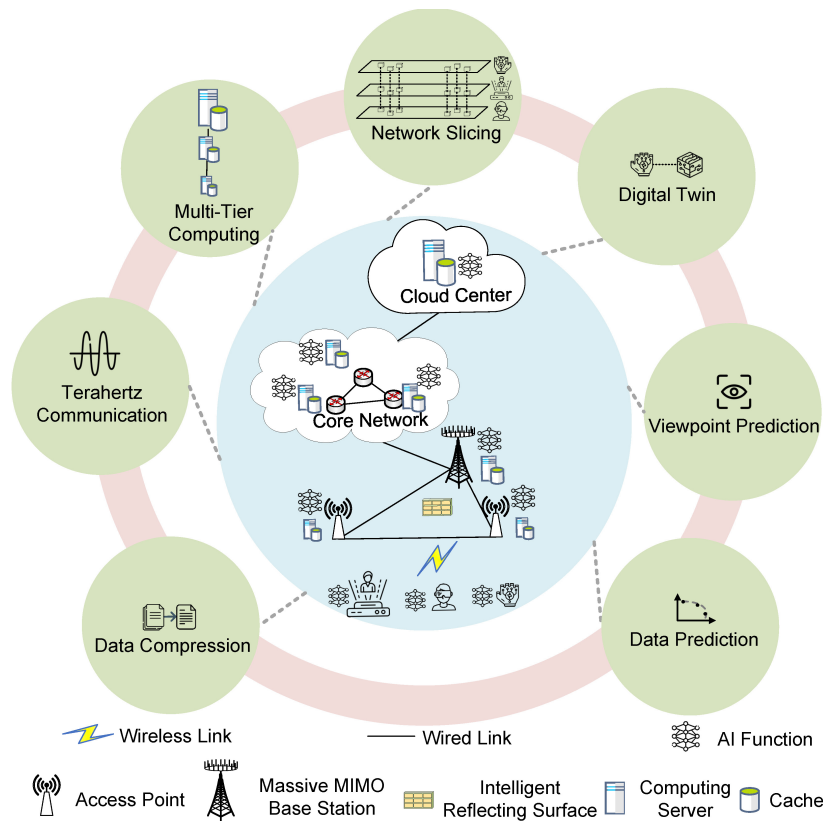 Network Slicing
Multi-Tier
Computing
Digital Twin
Cloud Center
Terahertz
Communication
Core Network
Viewpoint Prediction
Data Compression
Data Prediction
Wireless Link
Wired Link
AI Function
Access Point
Massive MIMO
Base Station
Intelligent
Reflecting Surface
Computing
Server
Cache